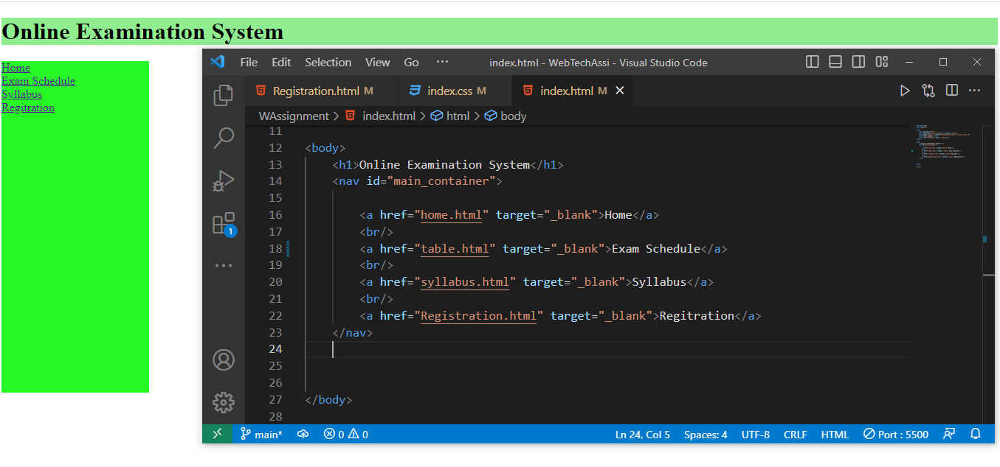 Online Examination System
Home
Exam Schedule
Syllabus
Regitration
File Edit Selection View Go ··· index.html - WebTechAssi - Visual Studio Code
Registration.html M index.css M index.html M
WAssignment > index.html > html > body
11
12 <body>
13 <h1>Online Examination System</h1>
14 <nav id="main_container">
15
16 <a href="home.html" target="_blank">Home</a>
17 <br/>
18 <a href="table.html" target="_blank">Exam Schedule</a>
19 <br/>
20 <a href="syllabus.html" target="_blank">Syllabus</a>
21 <br/>
22 <a href="Registration.html" target="_blank">Regitration</a>
23 </nav>
24
25
26
27 </body>
28
1
main* 0 0 Ln 24, Col 5 Spaces: 4 UTF-8 CRLF HTML Port : 5500